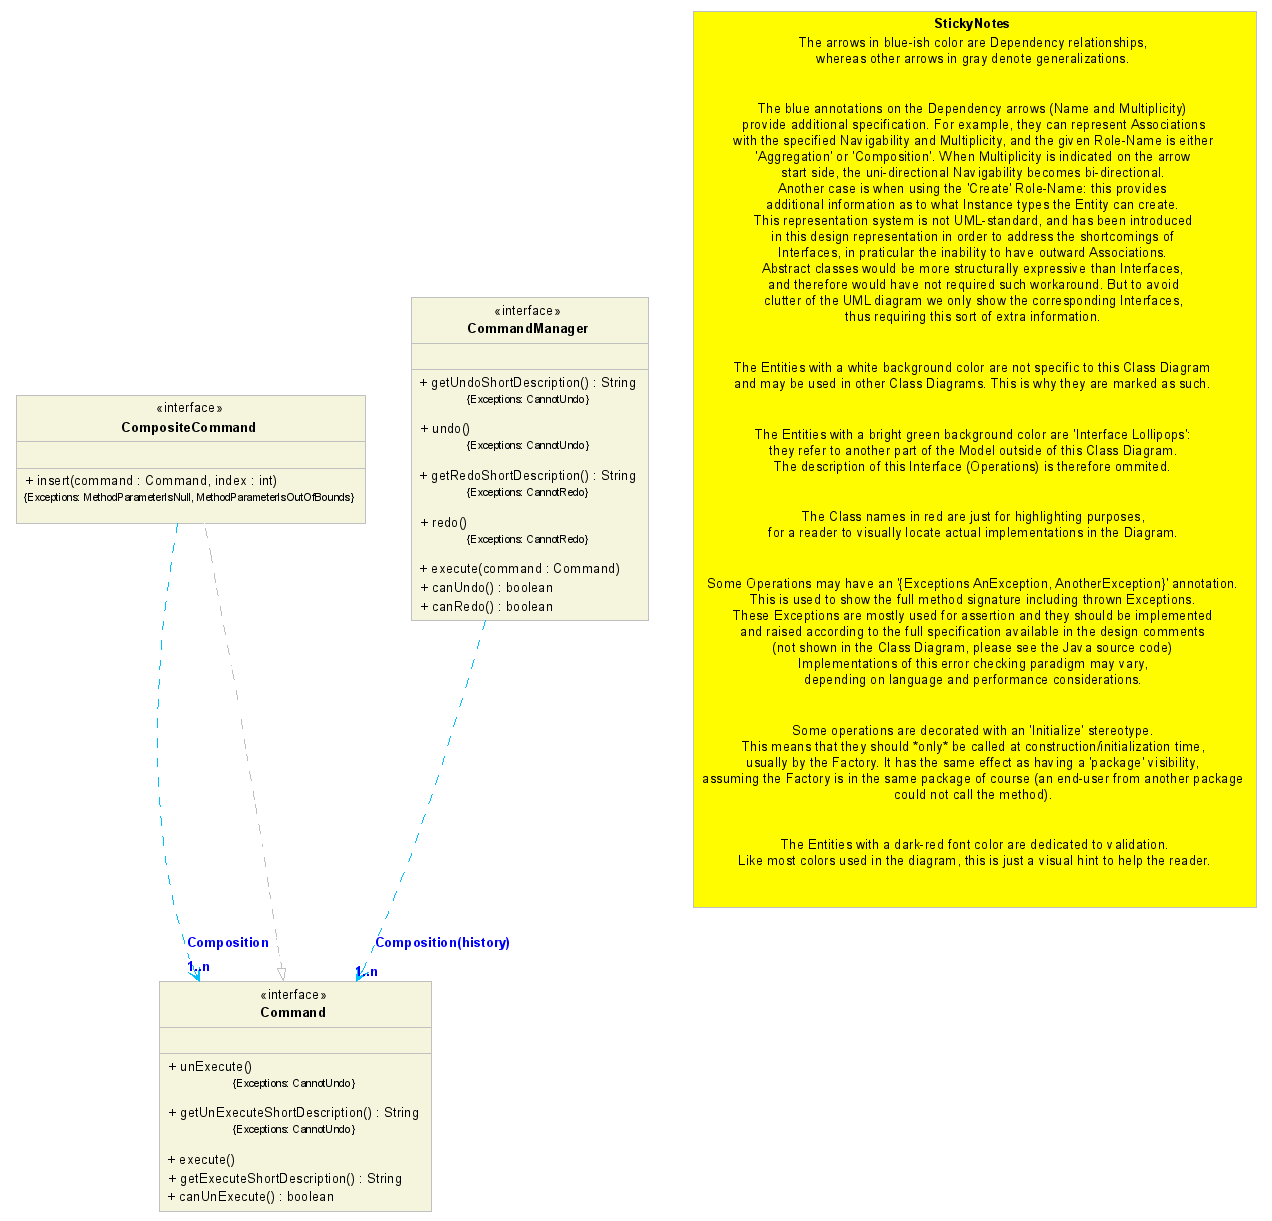 StickyNotes
The arrows in blue-ish color are Dependency relationships,
whereas other arrows in gray denote generalizations.
The blue annotations on the Dependency arrows (Name and Multiplicity)
provide additional specification. For example, they can represent Associations
with the specified Navigability and Multiplicity, and the given Role-Name is either
'Aggregation' or 'Composition'. When Multiplicity is indicated on the arrow
start side, the uni-directional Navigability becomes bi-directional.
Another case is when using the 'Create' Role-Name: this provides
additional information as to what Instance types the Entity can create.
This representation system is not UML-standard, and has been introduced
in this design representation in order to address the shortcomings of
Interfaces, in praticular the inability to have outward Associations.
Abstract classes would be more structurally expressive than Interfaces,
and therefore would have not required such workaround. But to avoid
clutter of the UML diagram we only show the corresponding Interfaces,
thus requiring this sort of extra information.
The Entities with a white background color are not specific to this Class Diagram
and may be used in other Class Diagrams. This is why they are marked as such.
The Entities with a bright green background color are 'Interface Lollipops':
they refer to another part of the Model outside of this Class Diagram.
The description of this Interface (Operations) is therefore ommited.
The Class names in red are just for highlighting purposes,
for a reader to visually locate actual implementations in the Diagram.
Some Operations may have an '{Exceptions AnException, AnotherException}' annotation.
This is used to show the full method signature including thrown Exceptions.
These Exceptions are mostly used for assertion and they should be implemented
and raised according to the full specification available in the design comments
(not shown in the Class Diagram, please see the Java source code)
Implementations of this error checking paradigm may vary,
depending on language and performance considerations.
Some operations are decorated with an 'Initialize' stereotype.
This means that they should *only* be called at construction/initialization time,
usually by the Factory. It has the same effect as having a 'package' visibility,
assuming the Factory is in the same package of course (an end-user from another package
could not call the method).
The Entities with a dark-red font color are dedicated to validation.
Like most colors used in the diagram, this is just a visual hint to help the reader.
«interface»
CommandManager
+ getUndoShortDescription() : String
{Exceptions: CannotUndo}
+ undo()
{Exceptions: CannotUndo}
+ getRedoShortDescription() : String
{Exceptions: CannotRedo}
+ redo()
{Exceptions: CannotRedo}
+ execute(command : Command)
+ canUndo() : boolean
+ canRedo() : boolean
«interface»
CompositeCommand
+ insert(command : Command, index : int)
{Exceptions: MethodParameterIsNull, MethodParameterIsOutOfBounds}
Composition
1..n
Composition(history)
1..n
«interface»
Command
+ unExecute()
{Exceptions: CannotUndo}
+ getUnExecuteShortDescription() : String
{Exceptions: CannotUndo}
+ execute()
+ getExecuteShortDescription() : String
+ canUnExecute() : boolean